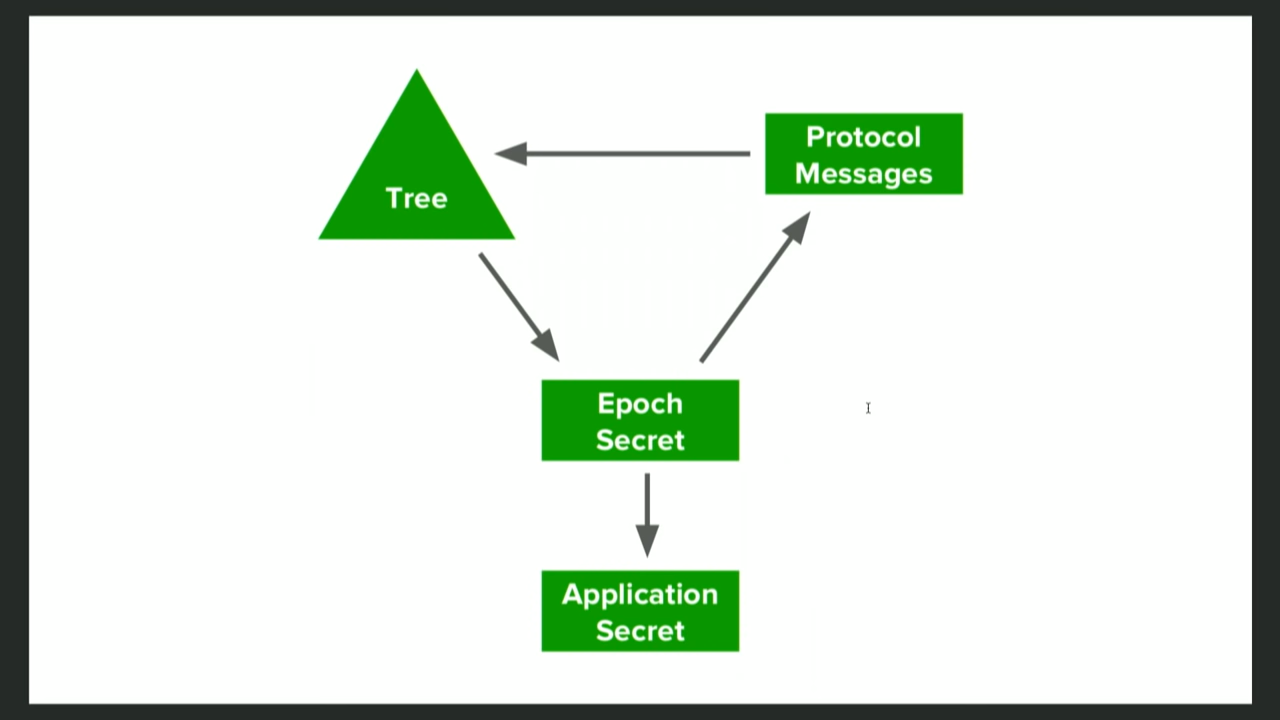 Protocol
Messages
Tree
Epoch
Secret
Application
Secret